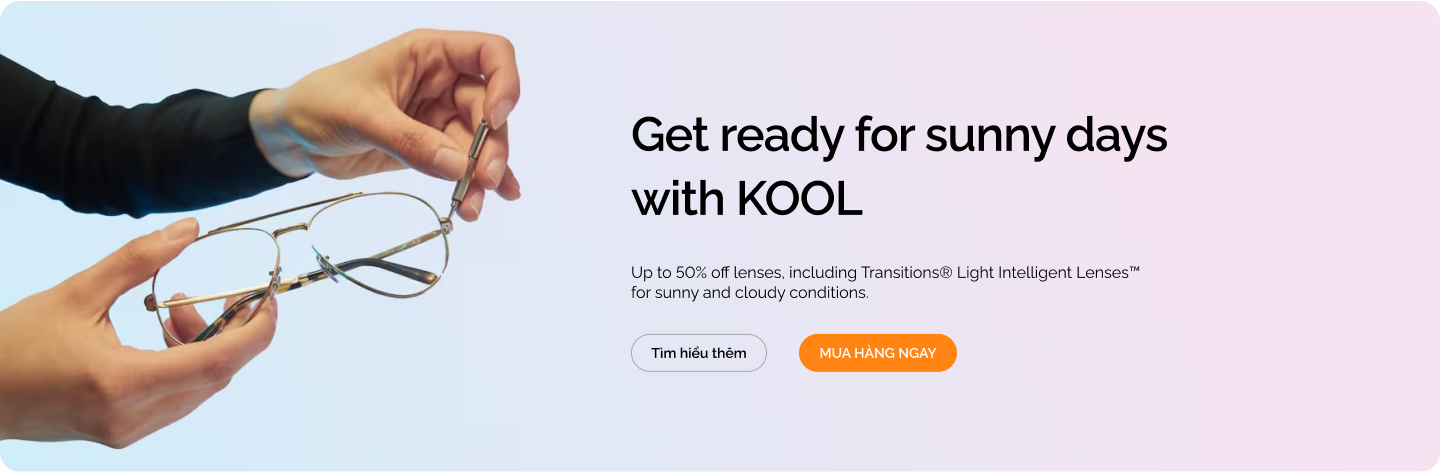 Get ready for sunny days
with KOOL
Up to 50% off lenses, including Transitions® Light Intelligent Lenses™
for sunny and cloudy conditions.
Tìm hiểu thêm
MUA HÀNG NGAY